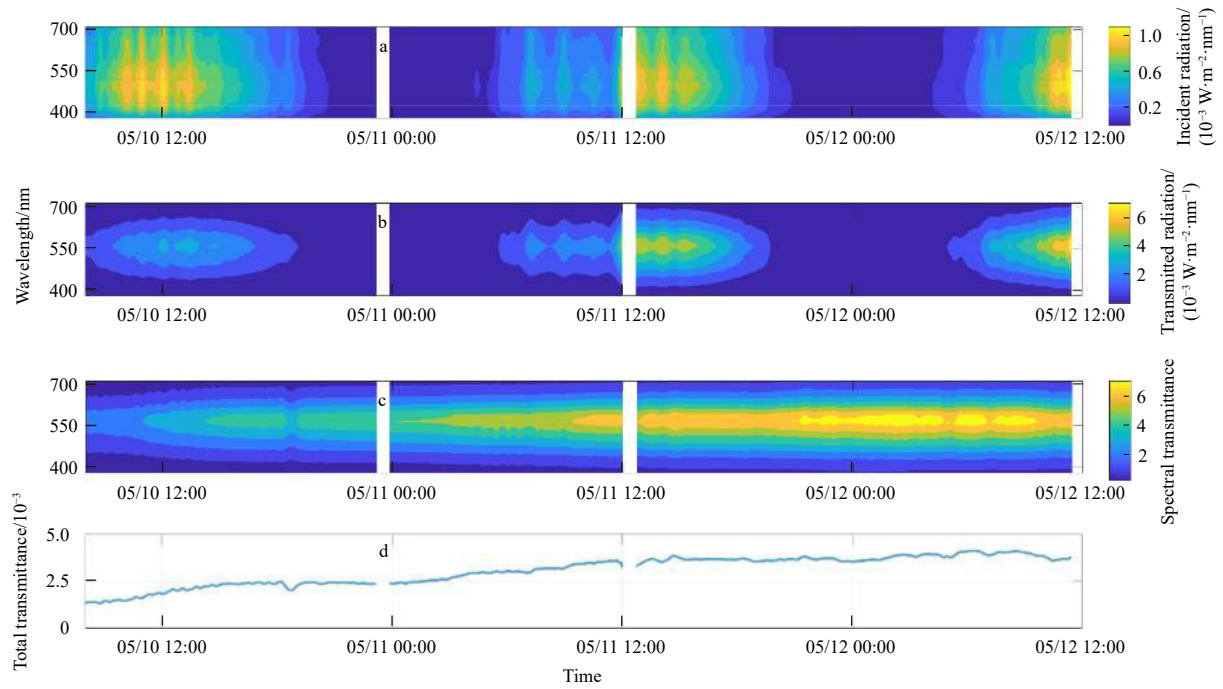 700
550
400
a
05/10 12:00 05/11 00:00 05/11 12:00 05/12 00:00 05/12 12:00
1.0
0.6
0.2
Incident radiation/
(10⁻³ W·m⁻²·nm⁻¹)
Wavelength/nm
700
550
400
b
05/10 12:00 05/11 00:00 05/11 12:00 05/12 00:00 05/12 12:00
6
4
2
Transmitted radiation/
(10⁻³ W·m⁻²·nm⁻¹)
700
550
400
c
05/10 12:00 05/11 00:00 05/11 12:00 05/12 00:00 05/12 12:00
6
4
2
Spectral transmittance
Total transmittance/10⁻³
5.0
2.5
0
d
05/10 12:00 05/11 00:00 05/11 12:00 05/12 00:00 05/12 12:00
Time